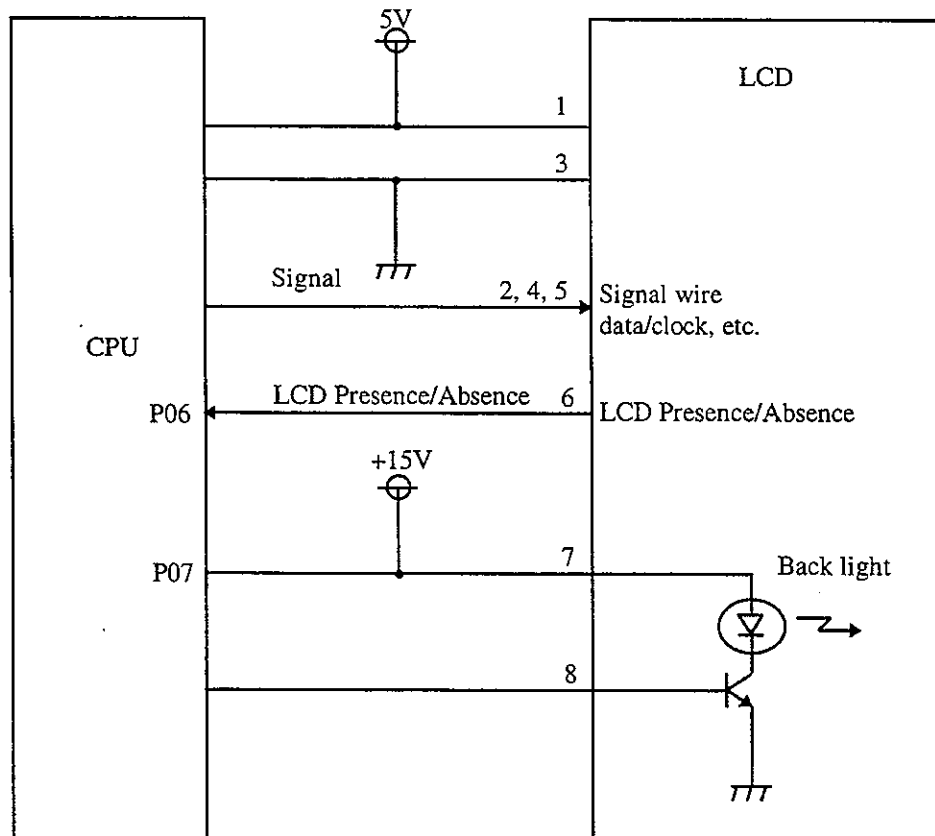 5V
LCD
1
3
Signal
2, 4, 5
Signal wire
data/clock, etc.
CPU
LCD Presence/Absence
6
P06
LCD Presence/Absence
+15V
7
P07
Back light
8